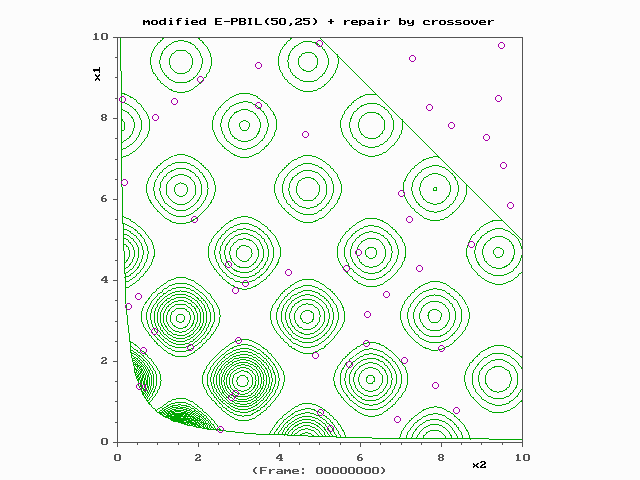 modified E-PBIL(50,25) + repair by crossover
x1
10
8
6
4
2
0
0 2 4 6 8 10
x2
(Frame: 00000000)